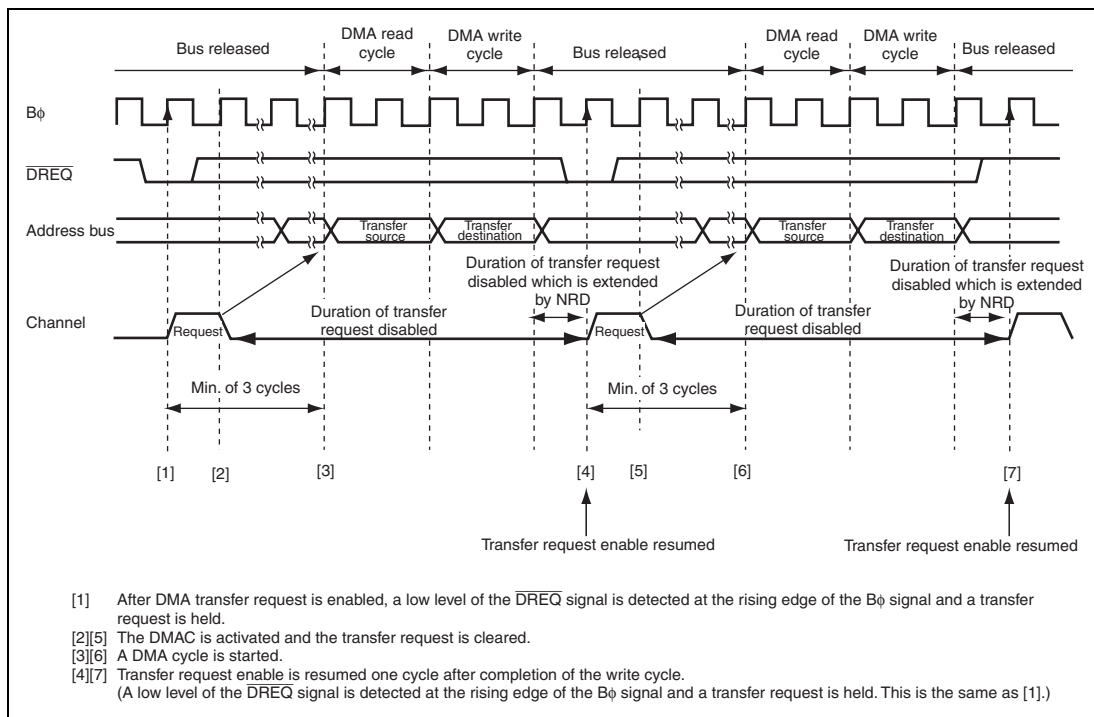 Bus released
DMA read cycle
DMA write cycle
Bus released
DMA read cycle
DMA write cycle
Bus released
Bφ
DREQ
Address bus
Transfer source
Transfer destination
Transfer source
Transfer destination
Duration of transfer request
disabled which is extended
by NRD
Duration of transfer request
disabled which is extended
by NRD
Channel
Request
Duration of transfer
request disabled
Request
Duration of transfer
request disabled
Min. of 3 cycles
Min. of 3 cycles
[1] [2] [3] [4] [5] [6] [7]
Transfer request enable resumed
Transfer request enable resumed
[1] After DMA transfer request is enabled, a low level of the DREQ signal is detected at the rising edge of the Bφ signal and a transfer
request is held.
[2][5] The DMAC is activated and the transfer request is cleared.
[3][6] A DMA cycle is started.
[4][7] Transfer request enable is resumed one cycle after completion of the write cycle.
(A low level of the DREQ signal is detected at the rising edge of the Bφ signal and a transfer request is held. This is the same as [1].)